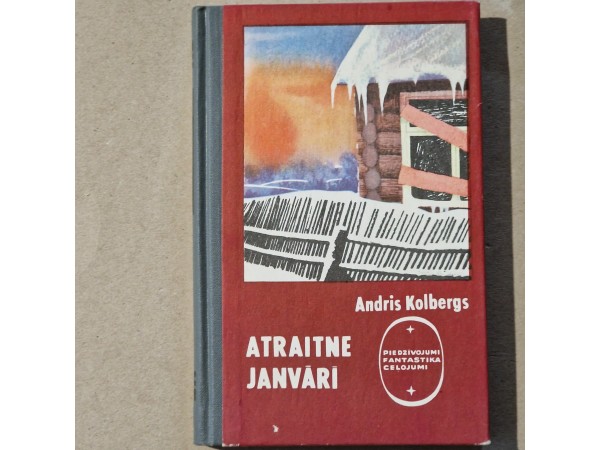 Andris Kolbergs
ATRAITNE
JANVĀRĪ
PIEDZĪVOJUMI
FANTASTIKA
CEĻOJUMI